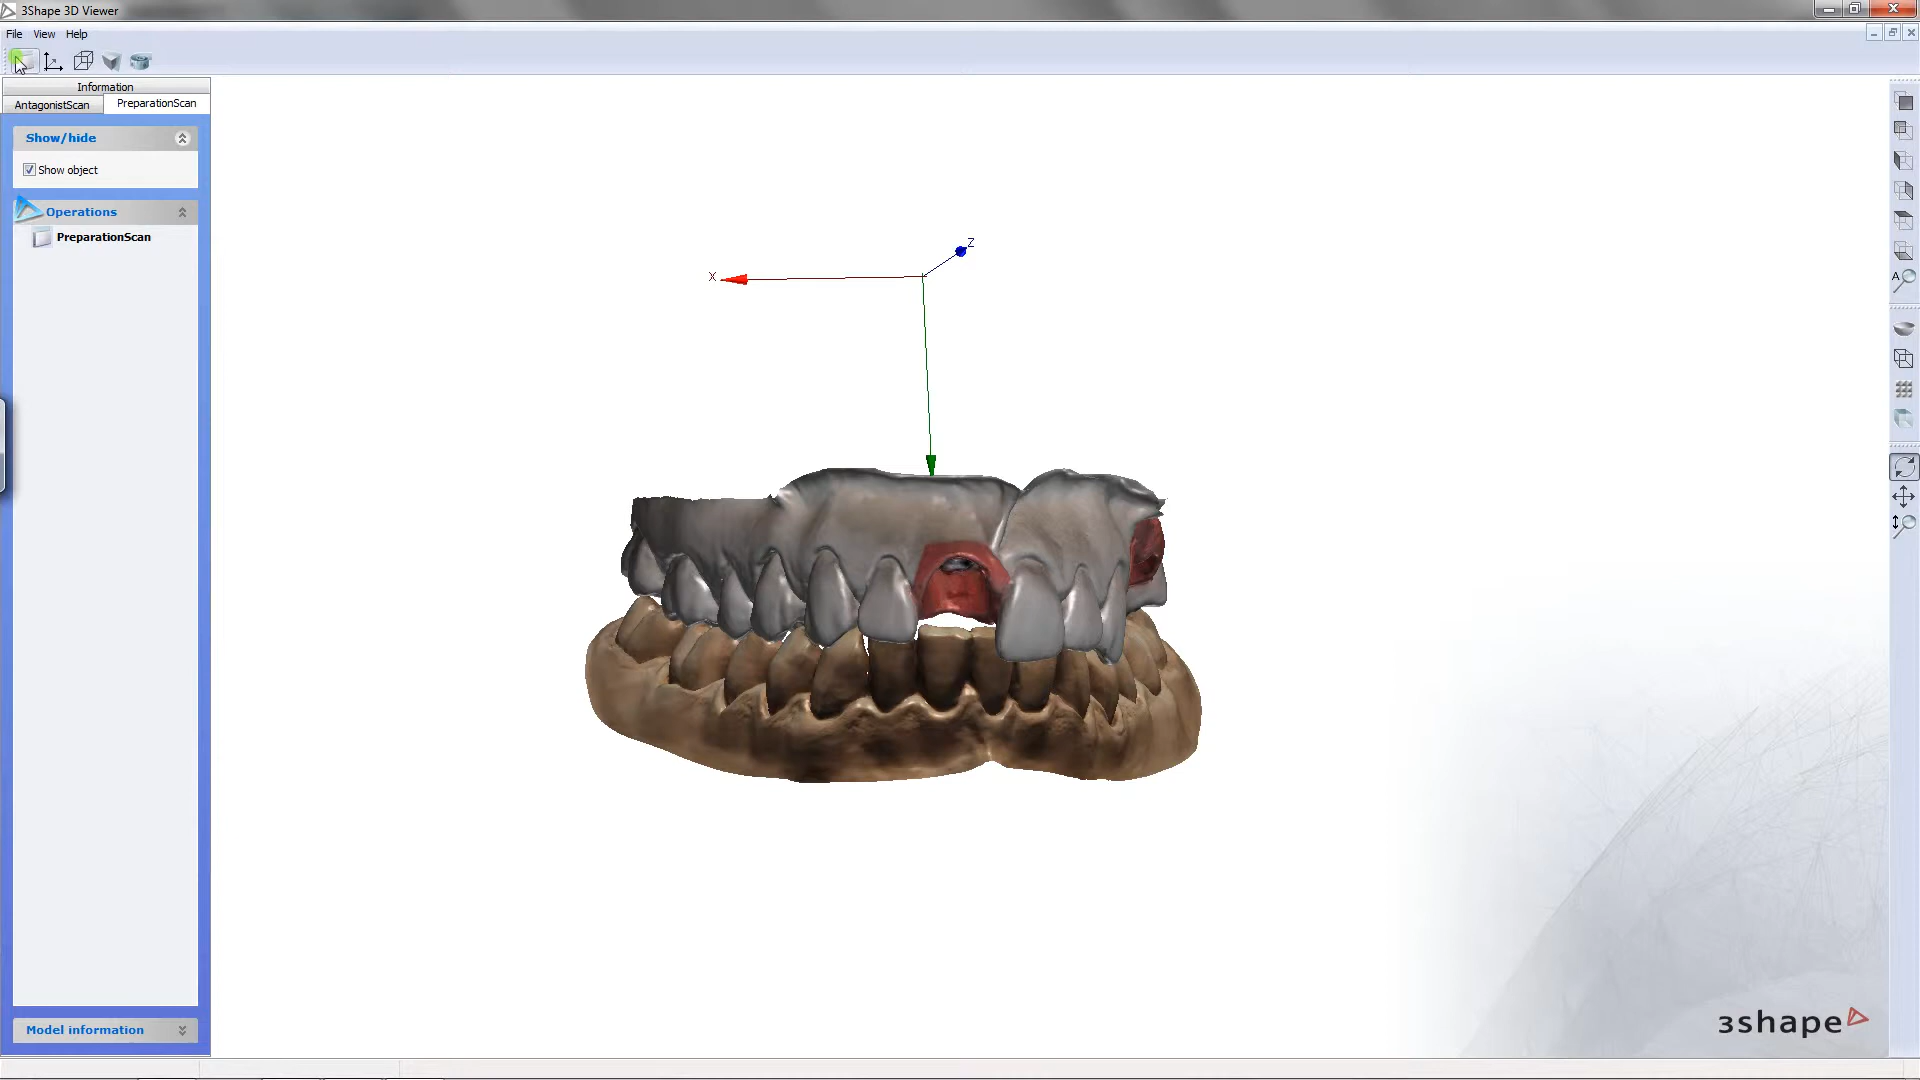 3Shape 3D Viewer
File View Help
Information
AntagonistScan PreparationScan
Show/hide
Show object
Operations
PreparationScan
Model information
X
Z
A
3shape